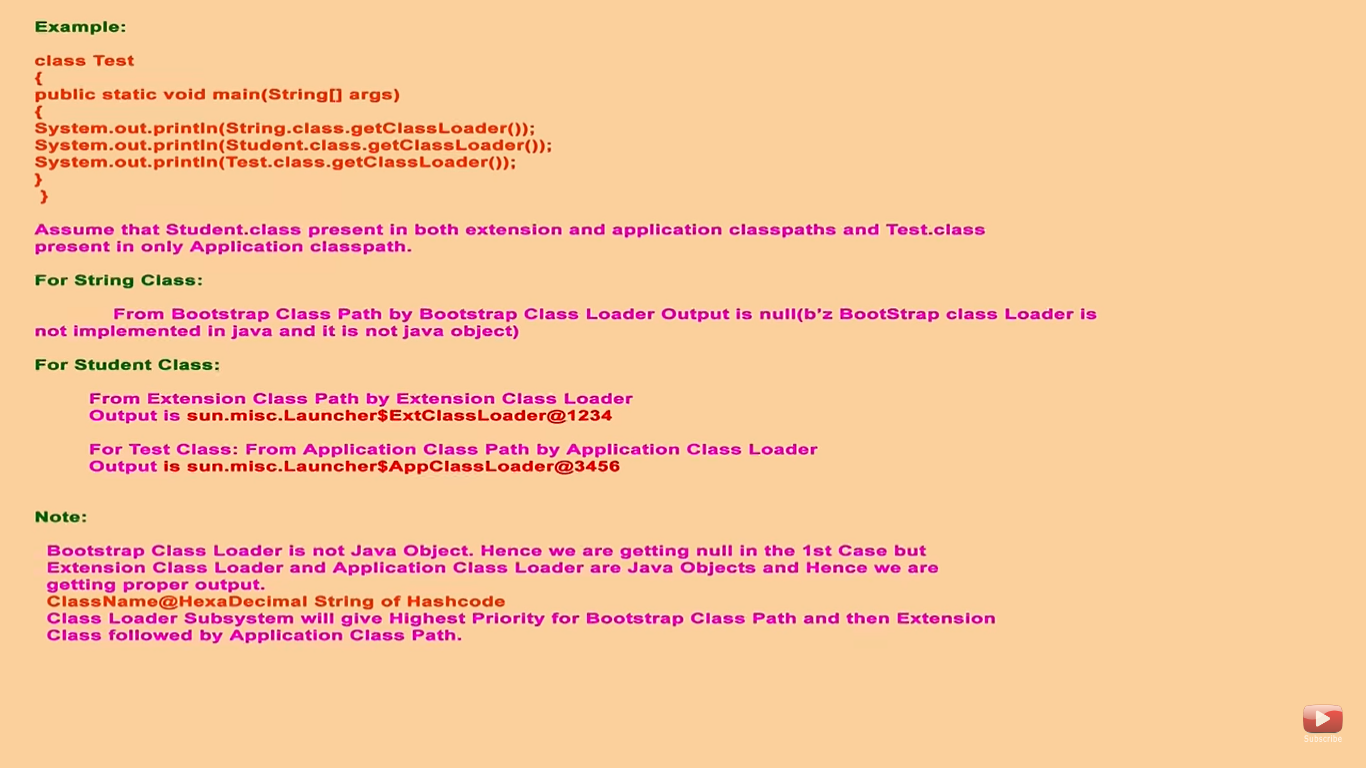 Example:
class Test
{
public static void main(String[] args)
{
System.out.println(String.class.getClassLoader());
System.out.println(Student.class.getClassLoader());
System.out.println(Test.class.getClassLoader());
}
}
Assume that Student.class present in both extension and application classpaths and Test.class
present in only Application classpath.
For String Class:
From Bootstrap Class Path by Bootstrap Class Loader Output is null(b'z BootStrap class Loader is
not implemented in java and it is not java object)
For Student Class:
From Extension Class Path by Extension Class Loader
Output is sun.misc.Launcher$ExtClassLoader@1234
For Test Class: From Application Class Path by Application Class Loader
Output is sun.misc.Launcher$AppClassLoader@3456
Note:
Bootstrap Class Loader is not Java Object. Hence we are getting null in the 1st Case but
Extension Class Loader and Application Class Loader are Java Objects and Hence we are
getting proper output.
ClassName@HexaDecimal String of Hashcode
Class Loader Subsystem will give Highest Priority for Bootstrap Class Path and then Extension
Class followed by Application Class Path.
Subscribe